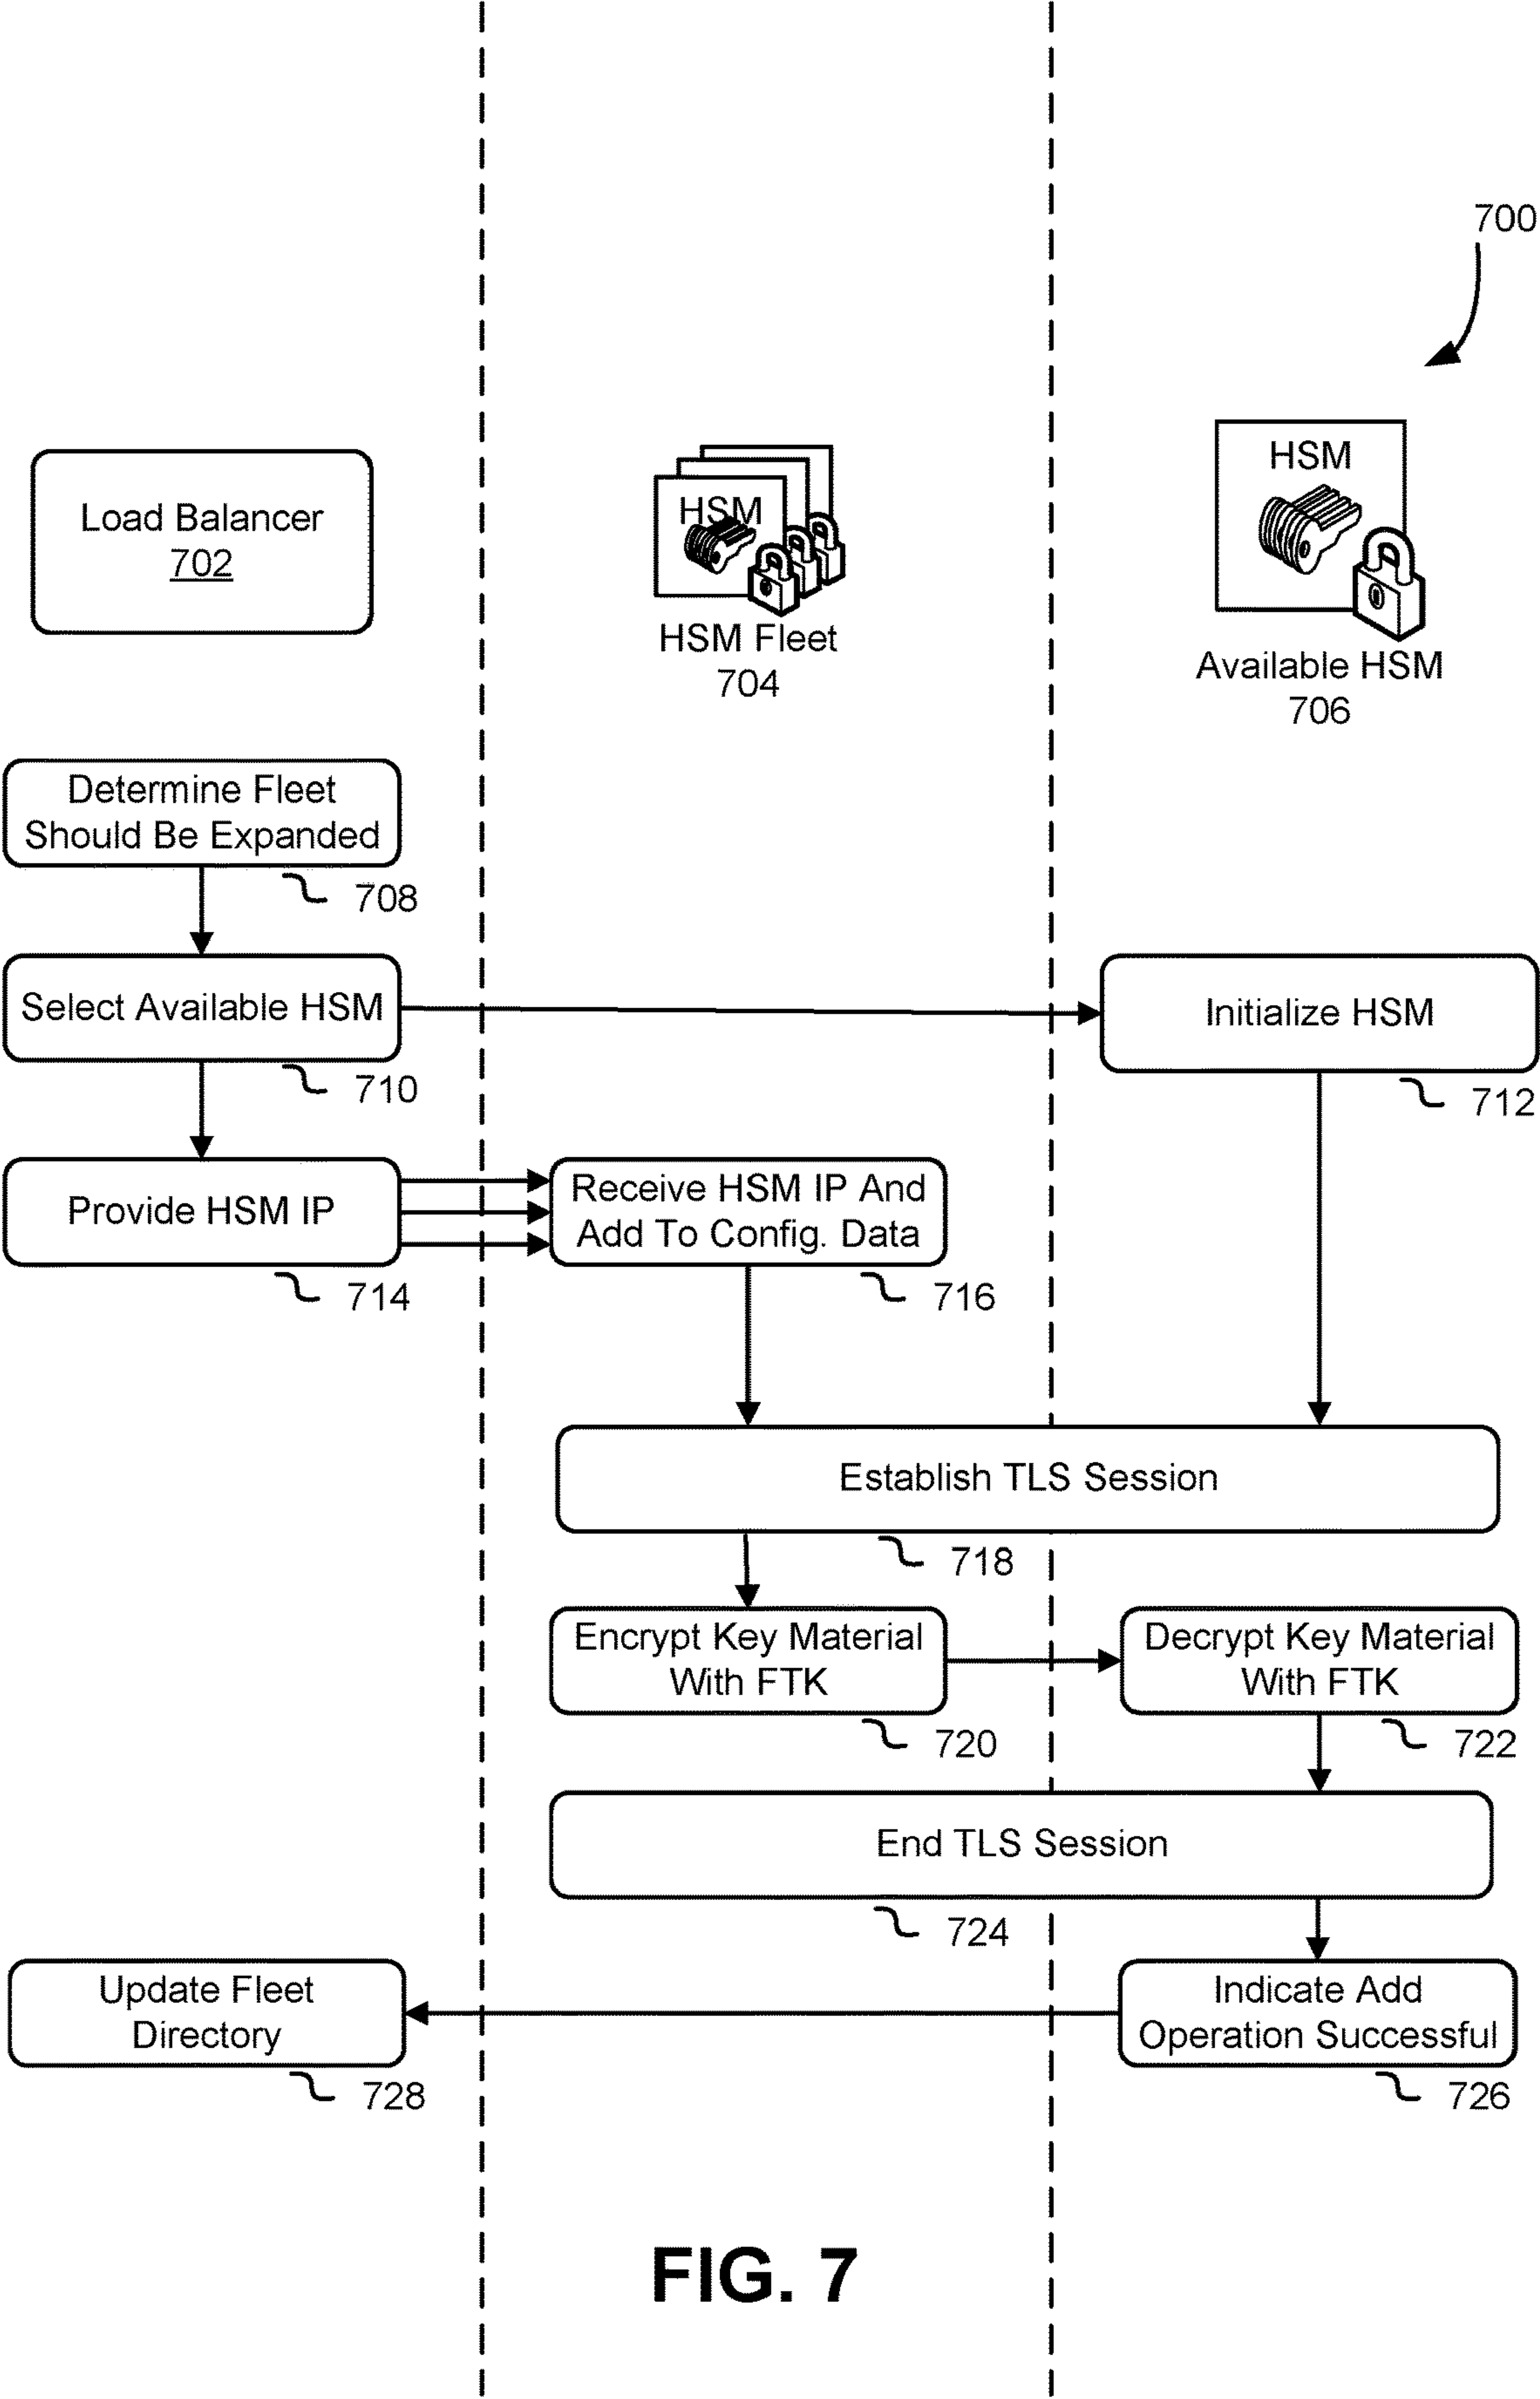 700
Load Balancer
702
HSM
HSM Fleet
704
HSM
Available HSM
706
Determine Fleet
Should Be Expanded
708
Select Available HSM
710
Initialize HSM
712
Provide HSM IP
714
Receive HSM IP And
Add To Config. Data
716
Establish TLS Session
718
Encrypt Key Material
With FTK
720
Decrypt Key Material
With FTK
722
End TLS Session
724
Update Fleet
Directory
728
Indicate Add
Operation Successful
726
FIG. 7